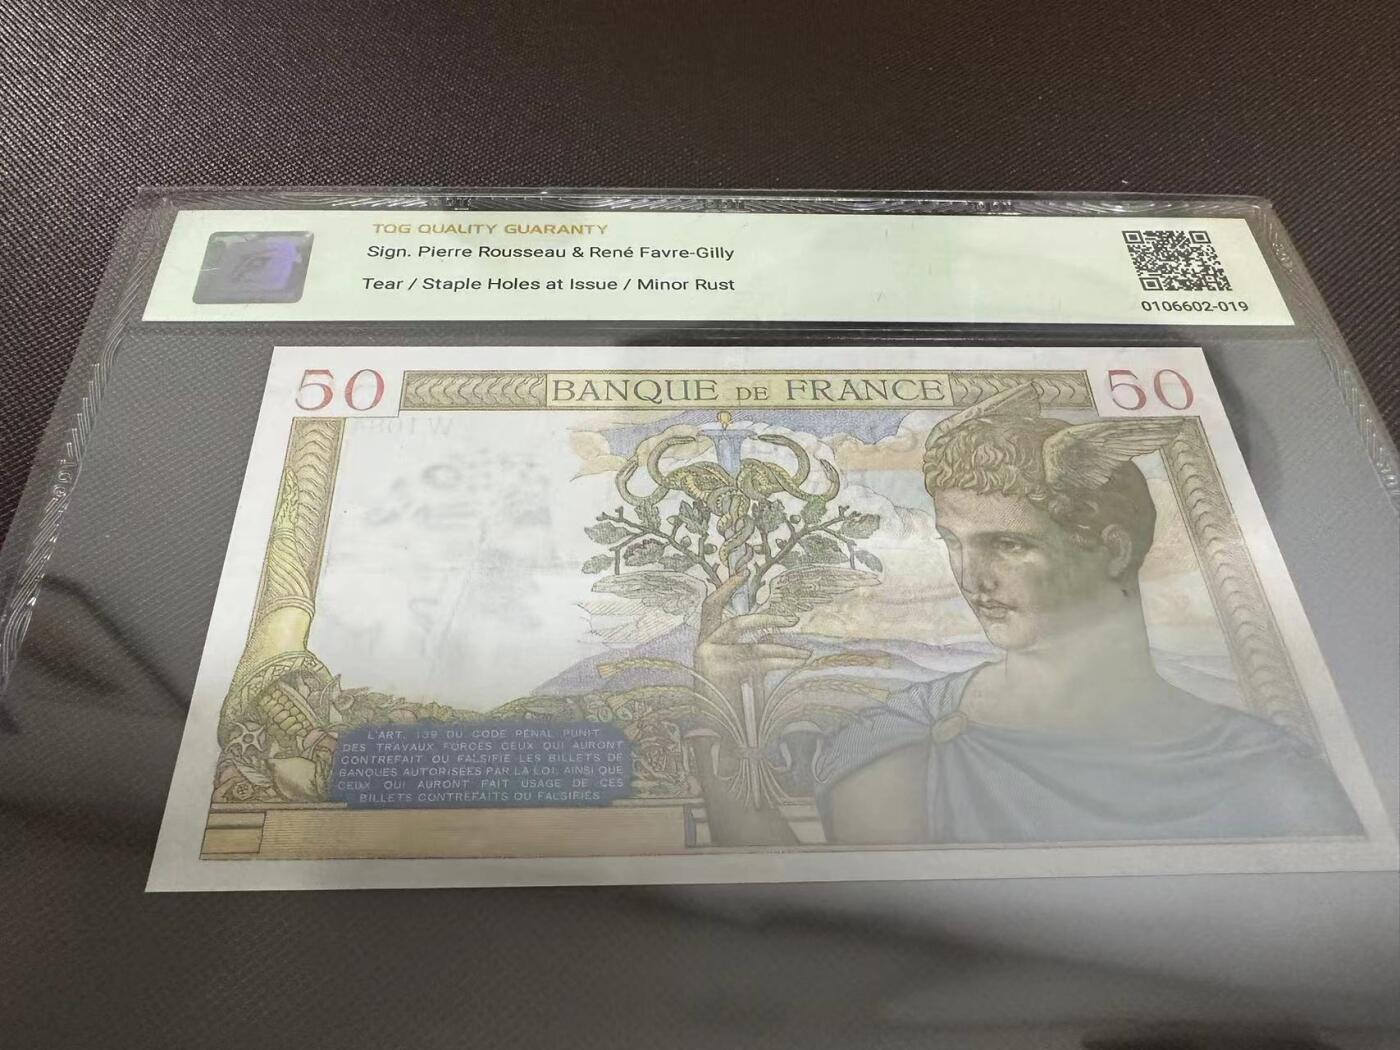 TQG QUALITY GUARANTY
Sign. Pierre Rousseau & René Favre-Gilly
Tear / Staple Holes at Issue / Minor Rust
0106602-019
50 BANQUE DE FRANCE 50
L'ART. 139 DU CODE PÉNAL PUNIT
DES TRAVAUX FORCÉS CEUX QUI AURONT
CONTREFAIT OU FALSIFIÉ LES BILLETS DE
BANQUES AUTORISÉES PAR LA LOI, AINSI QUE
CEUX QUI AURONT FAIT USAGE DE CES
BILLETS CONTREFAITS OU FALSIFIÉS